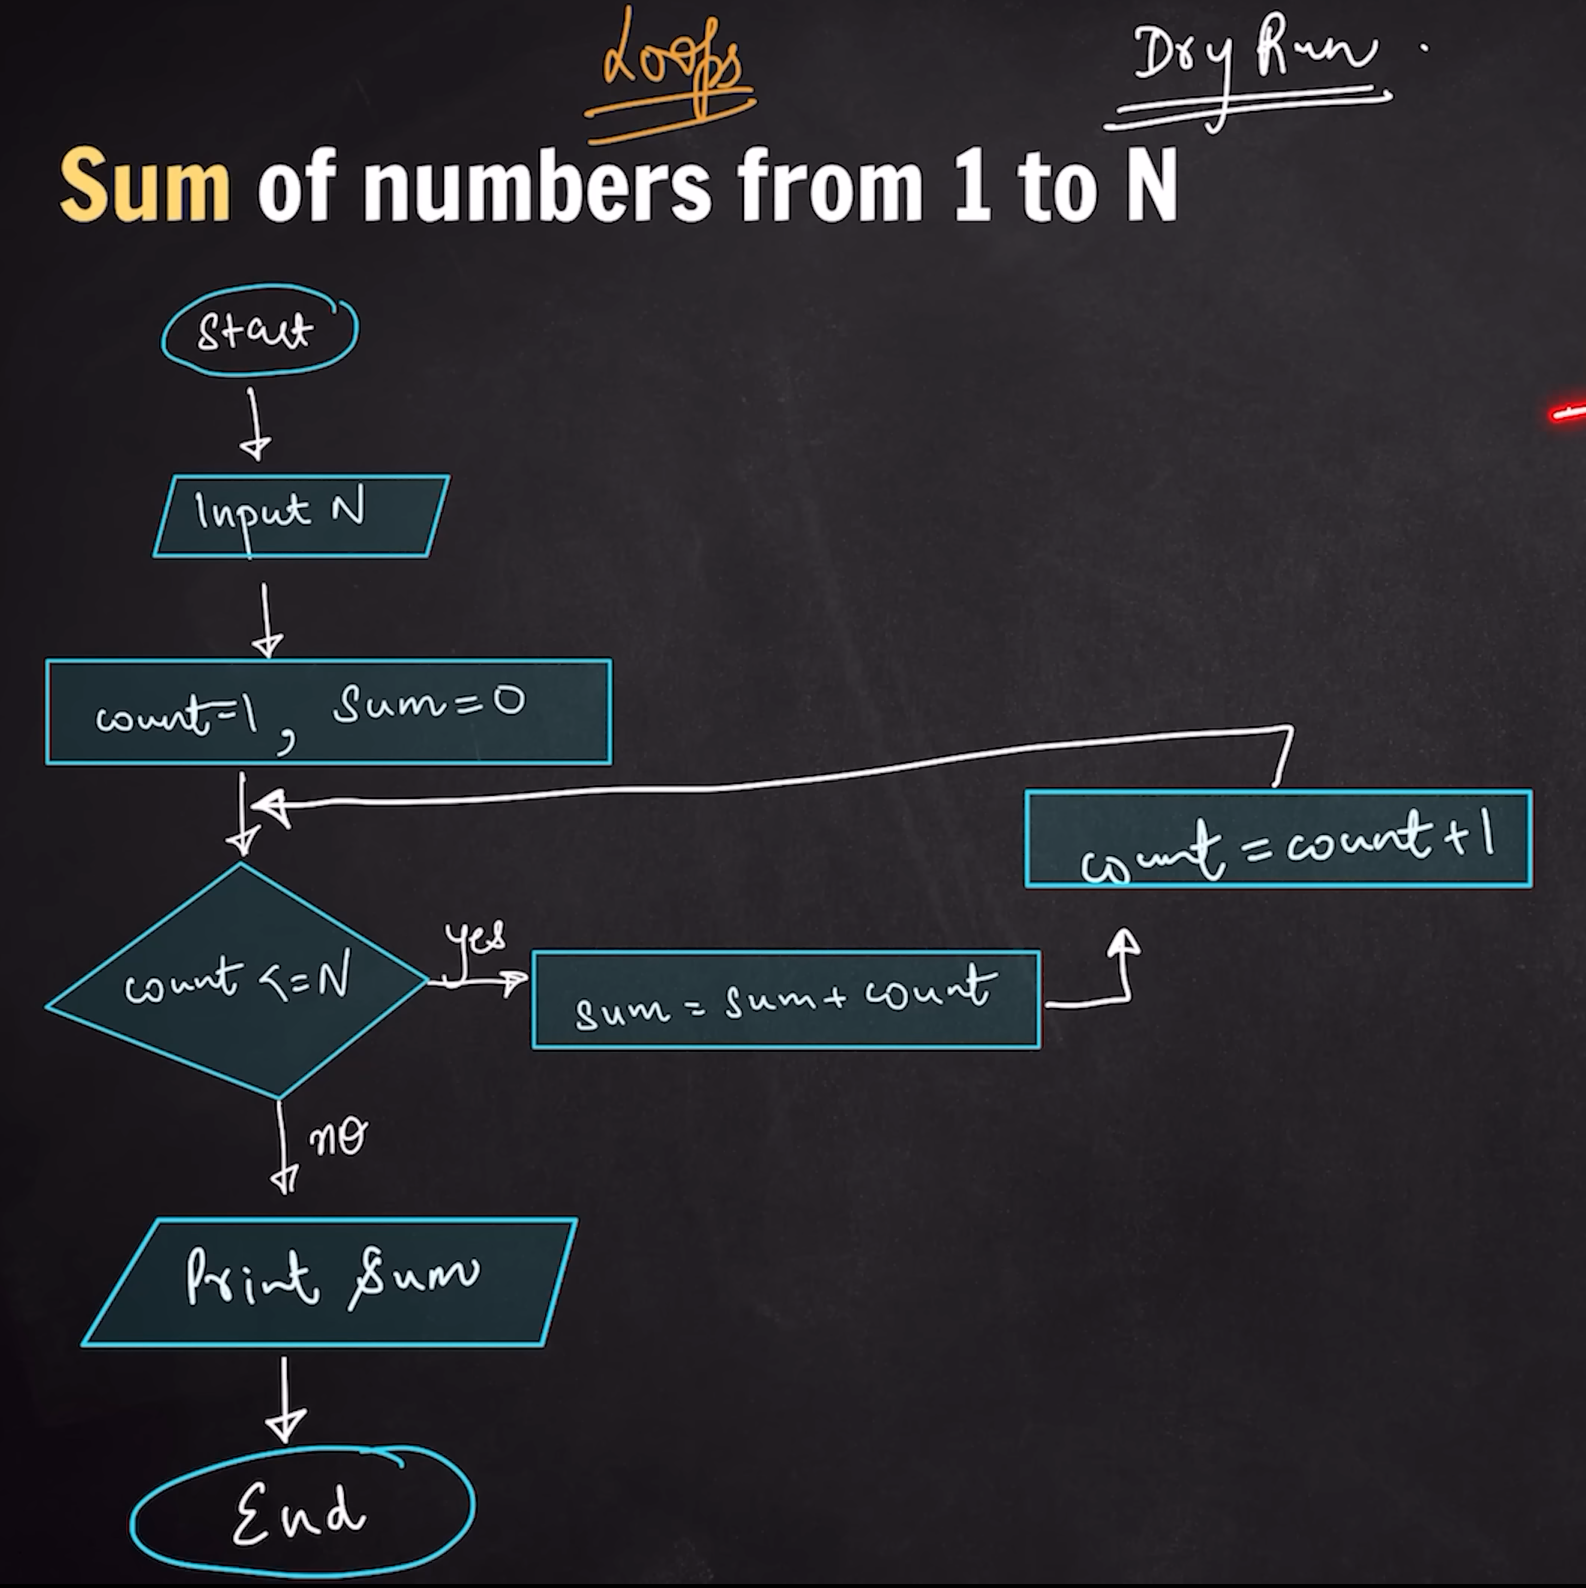 Loops
Dry Run .
Sum of numbers from 1 to N
Start
Input N
count=1, Sum=0
count = count + 1
count <=N
yes
sum = sum + count
no
Print Sum
End